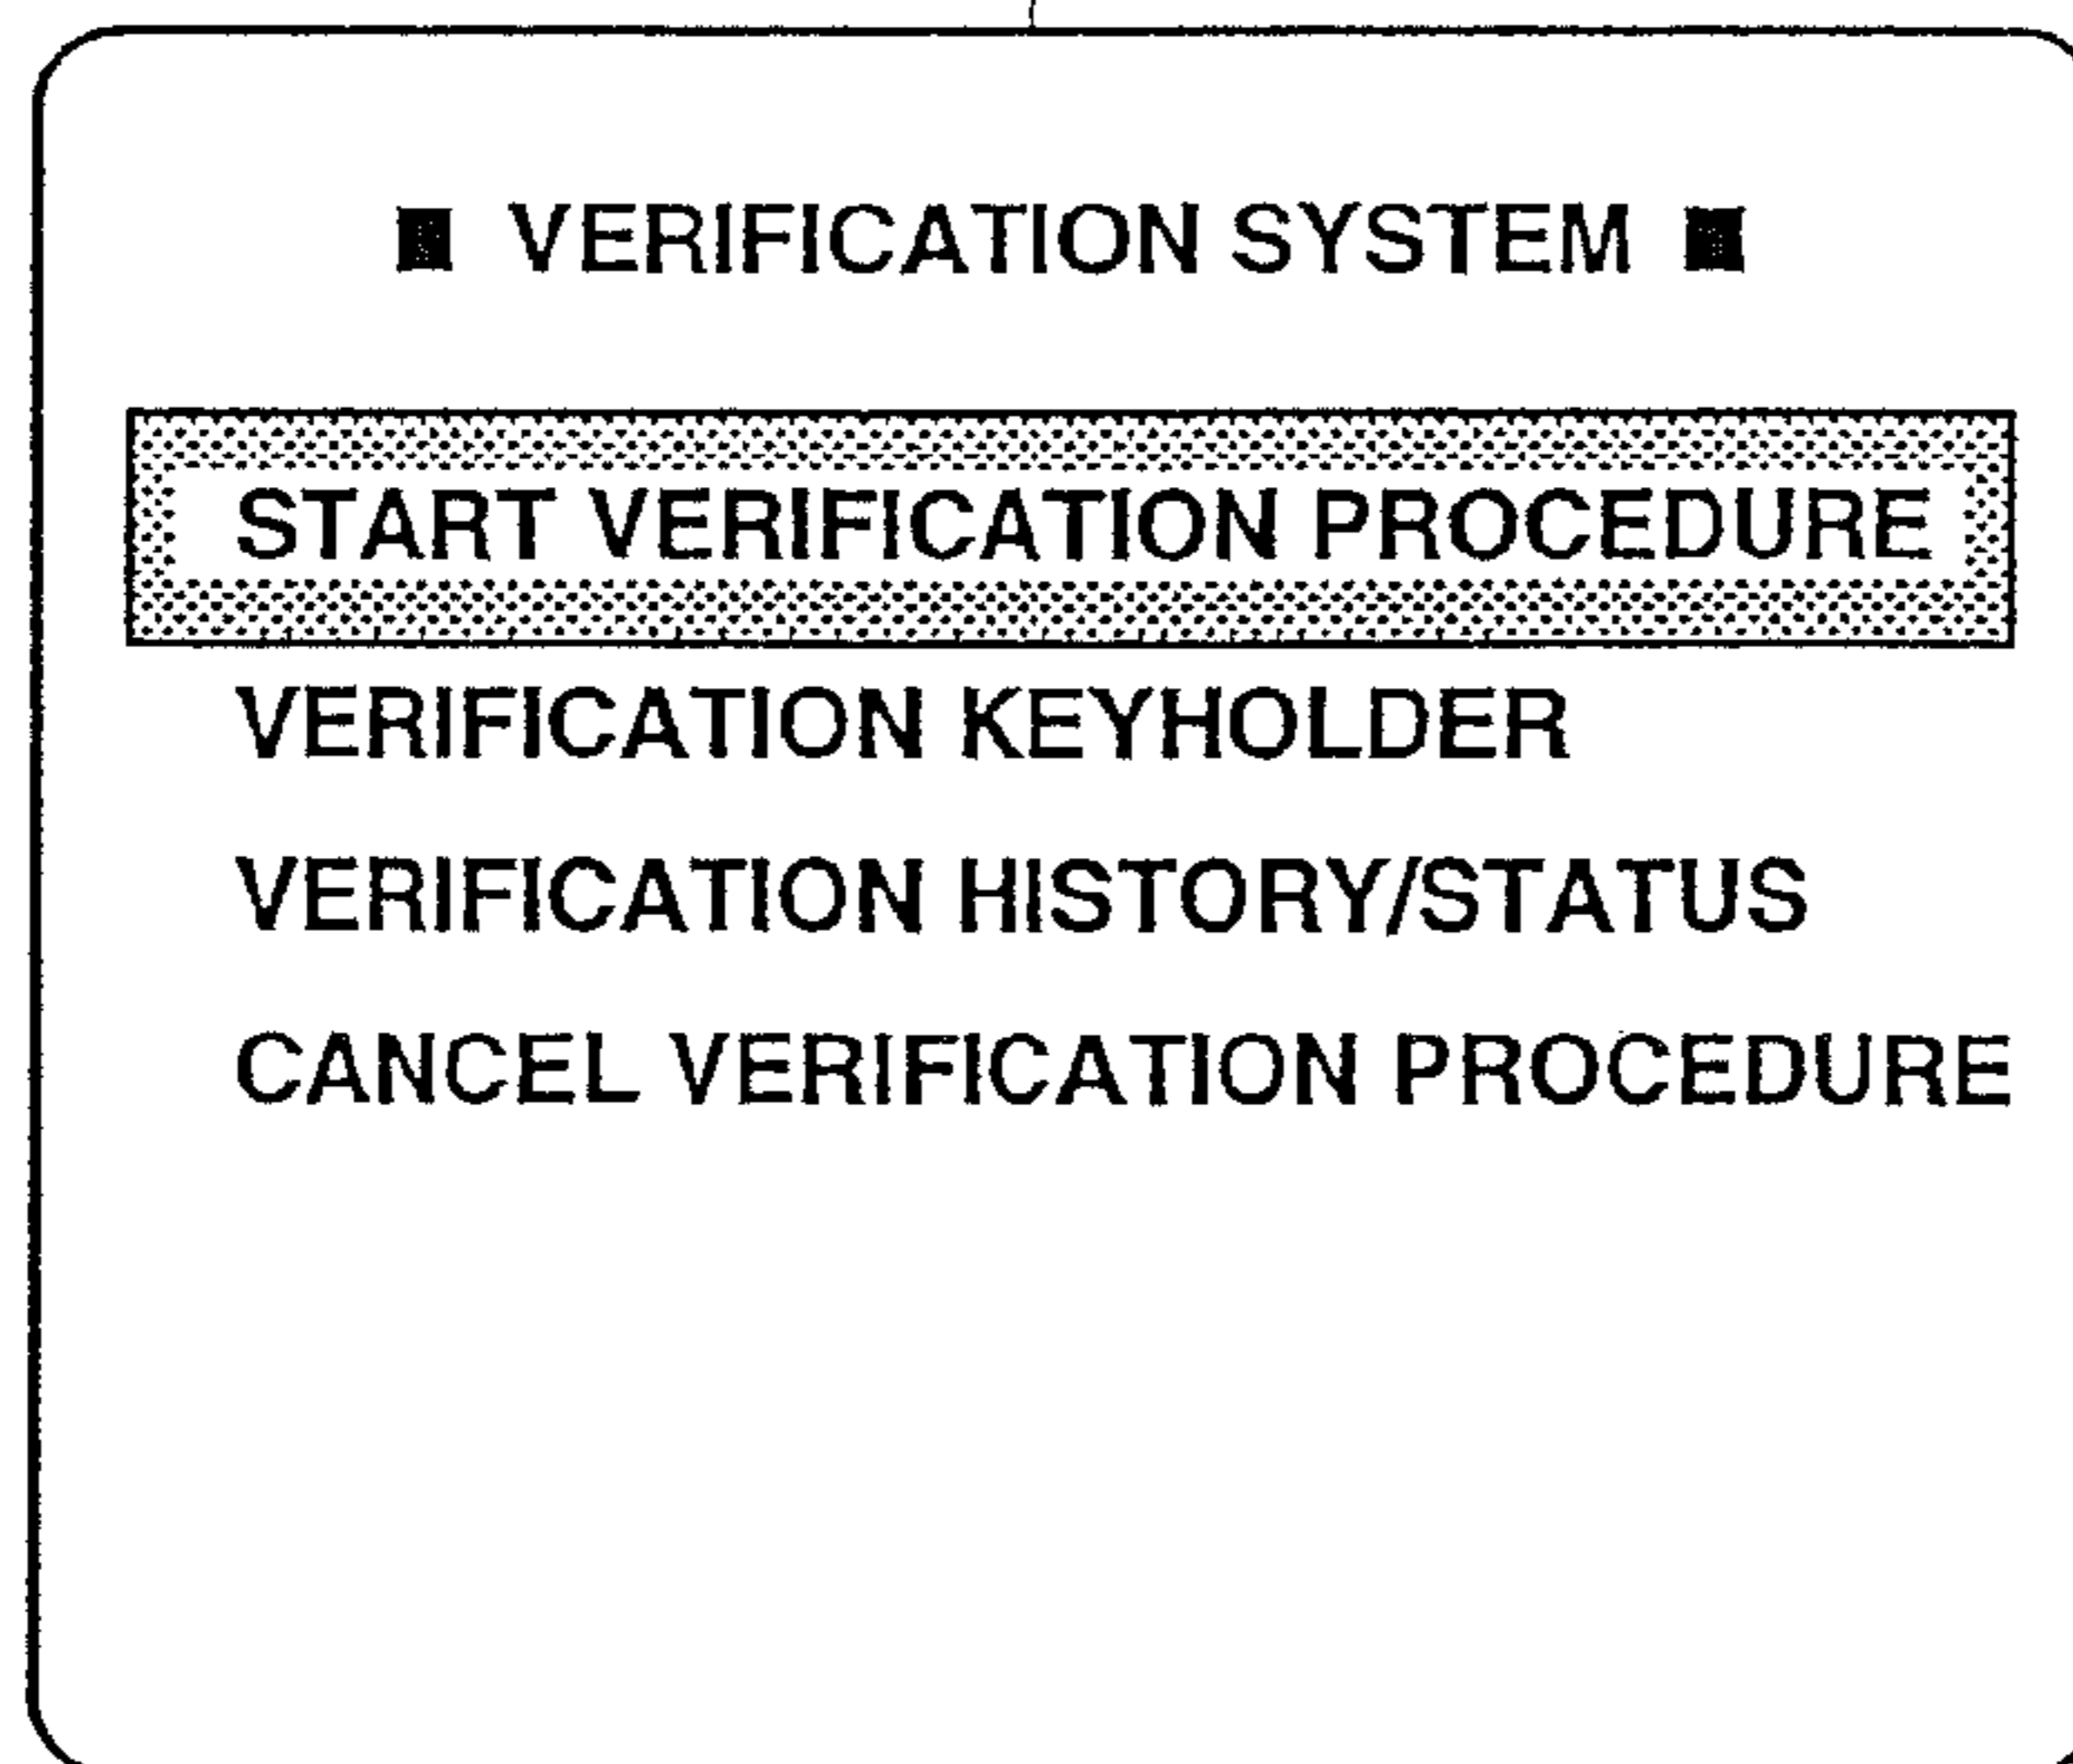 ■ VERIFICATION SYSTEM ■
START VERIFICATION PROCEDURE
VERIFICATION KEYHOLDER
VERIFICATION HISTORY/STATUS
CANCEL VERIFICATION PROCEDURE